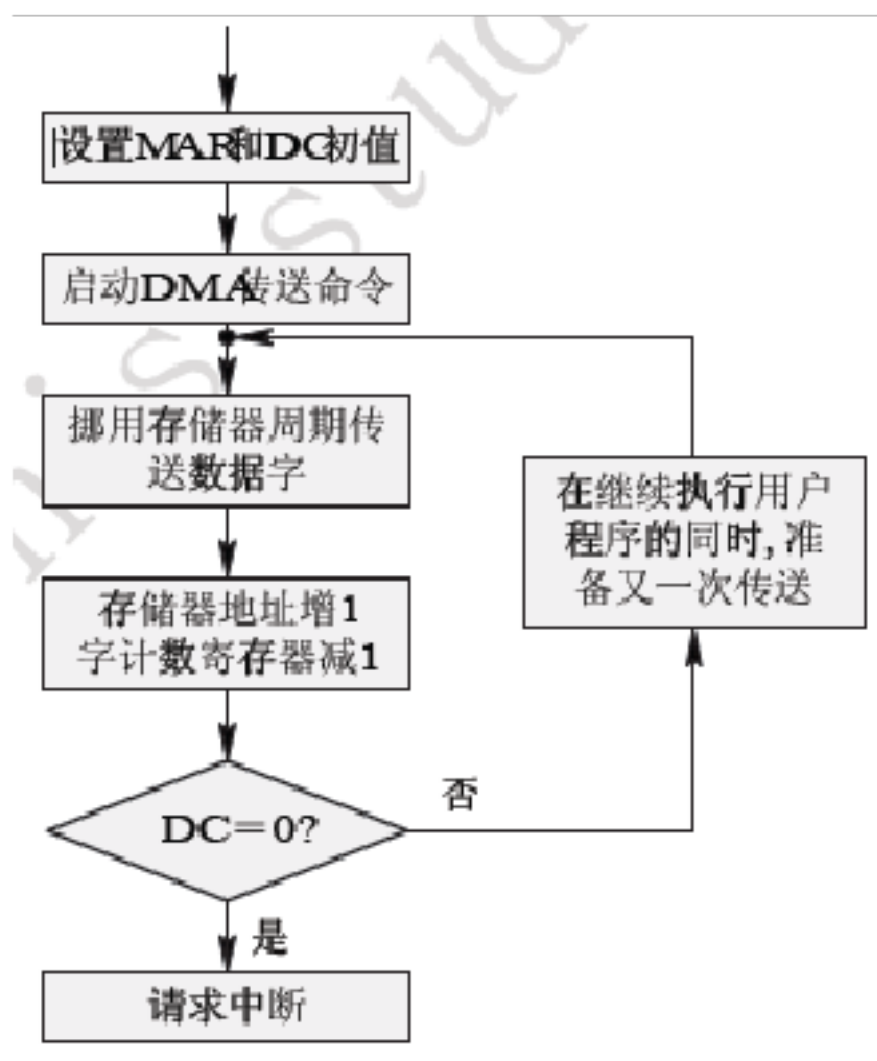 设置MAR和DC初值
启动DMA传送命令
挪用存储器周期传
送数据字
在继续执行用户
程序的同时,准
备又一次传送
存储器地址增1
字计数寄存器减1
否
DC=0?
是
请求中断